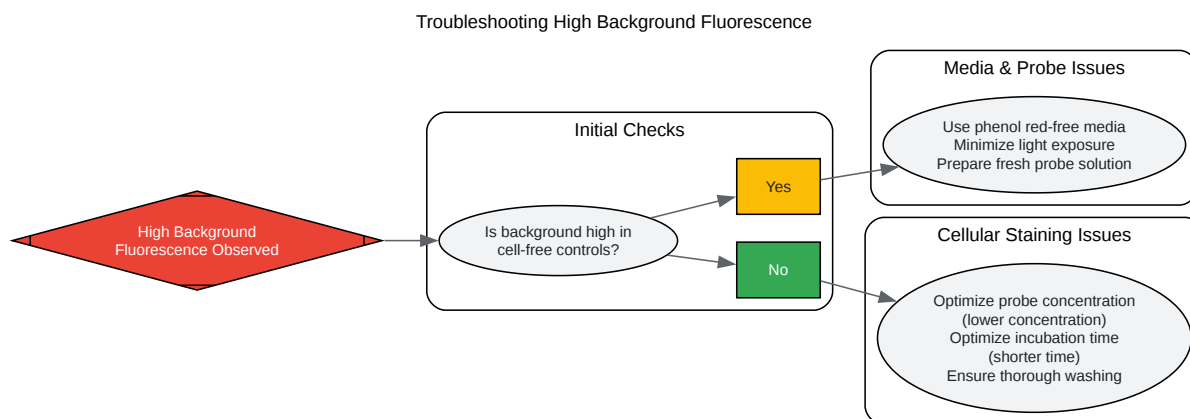 Troubleshooting High Background Fluorescence
High Background
Fluorescence Observed
Initial Checks
Is background high in
cell-free controls?
Yes
No
Media & Probe Issues
Use phenol red-free media
Minimize light exposure
Prepare fresh probe solution
Cellular Staining Issues
Optimize probe concentration
(lower concentration)
Optimize incubation time
(shorter time)
Ensure thorough washing